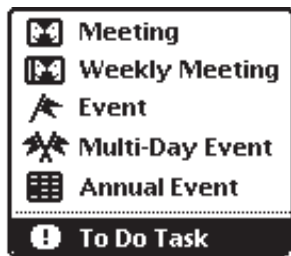 Meeting
Weekly Meeting
Event
Multi-Day Event
Annual Event
To Do Task